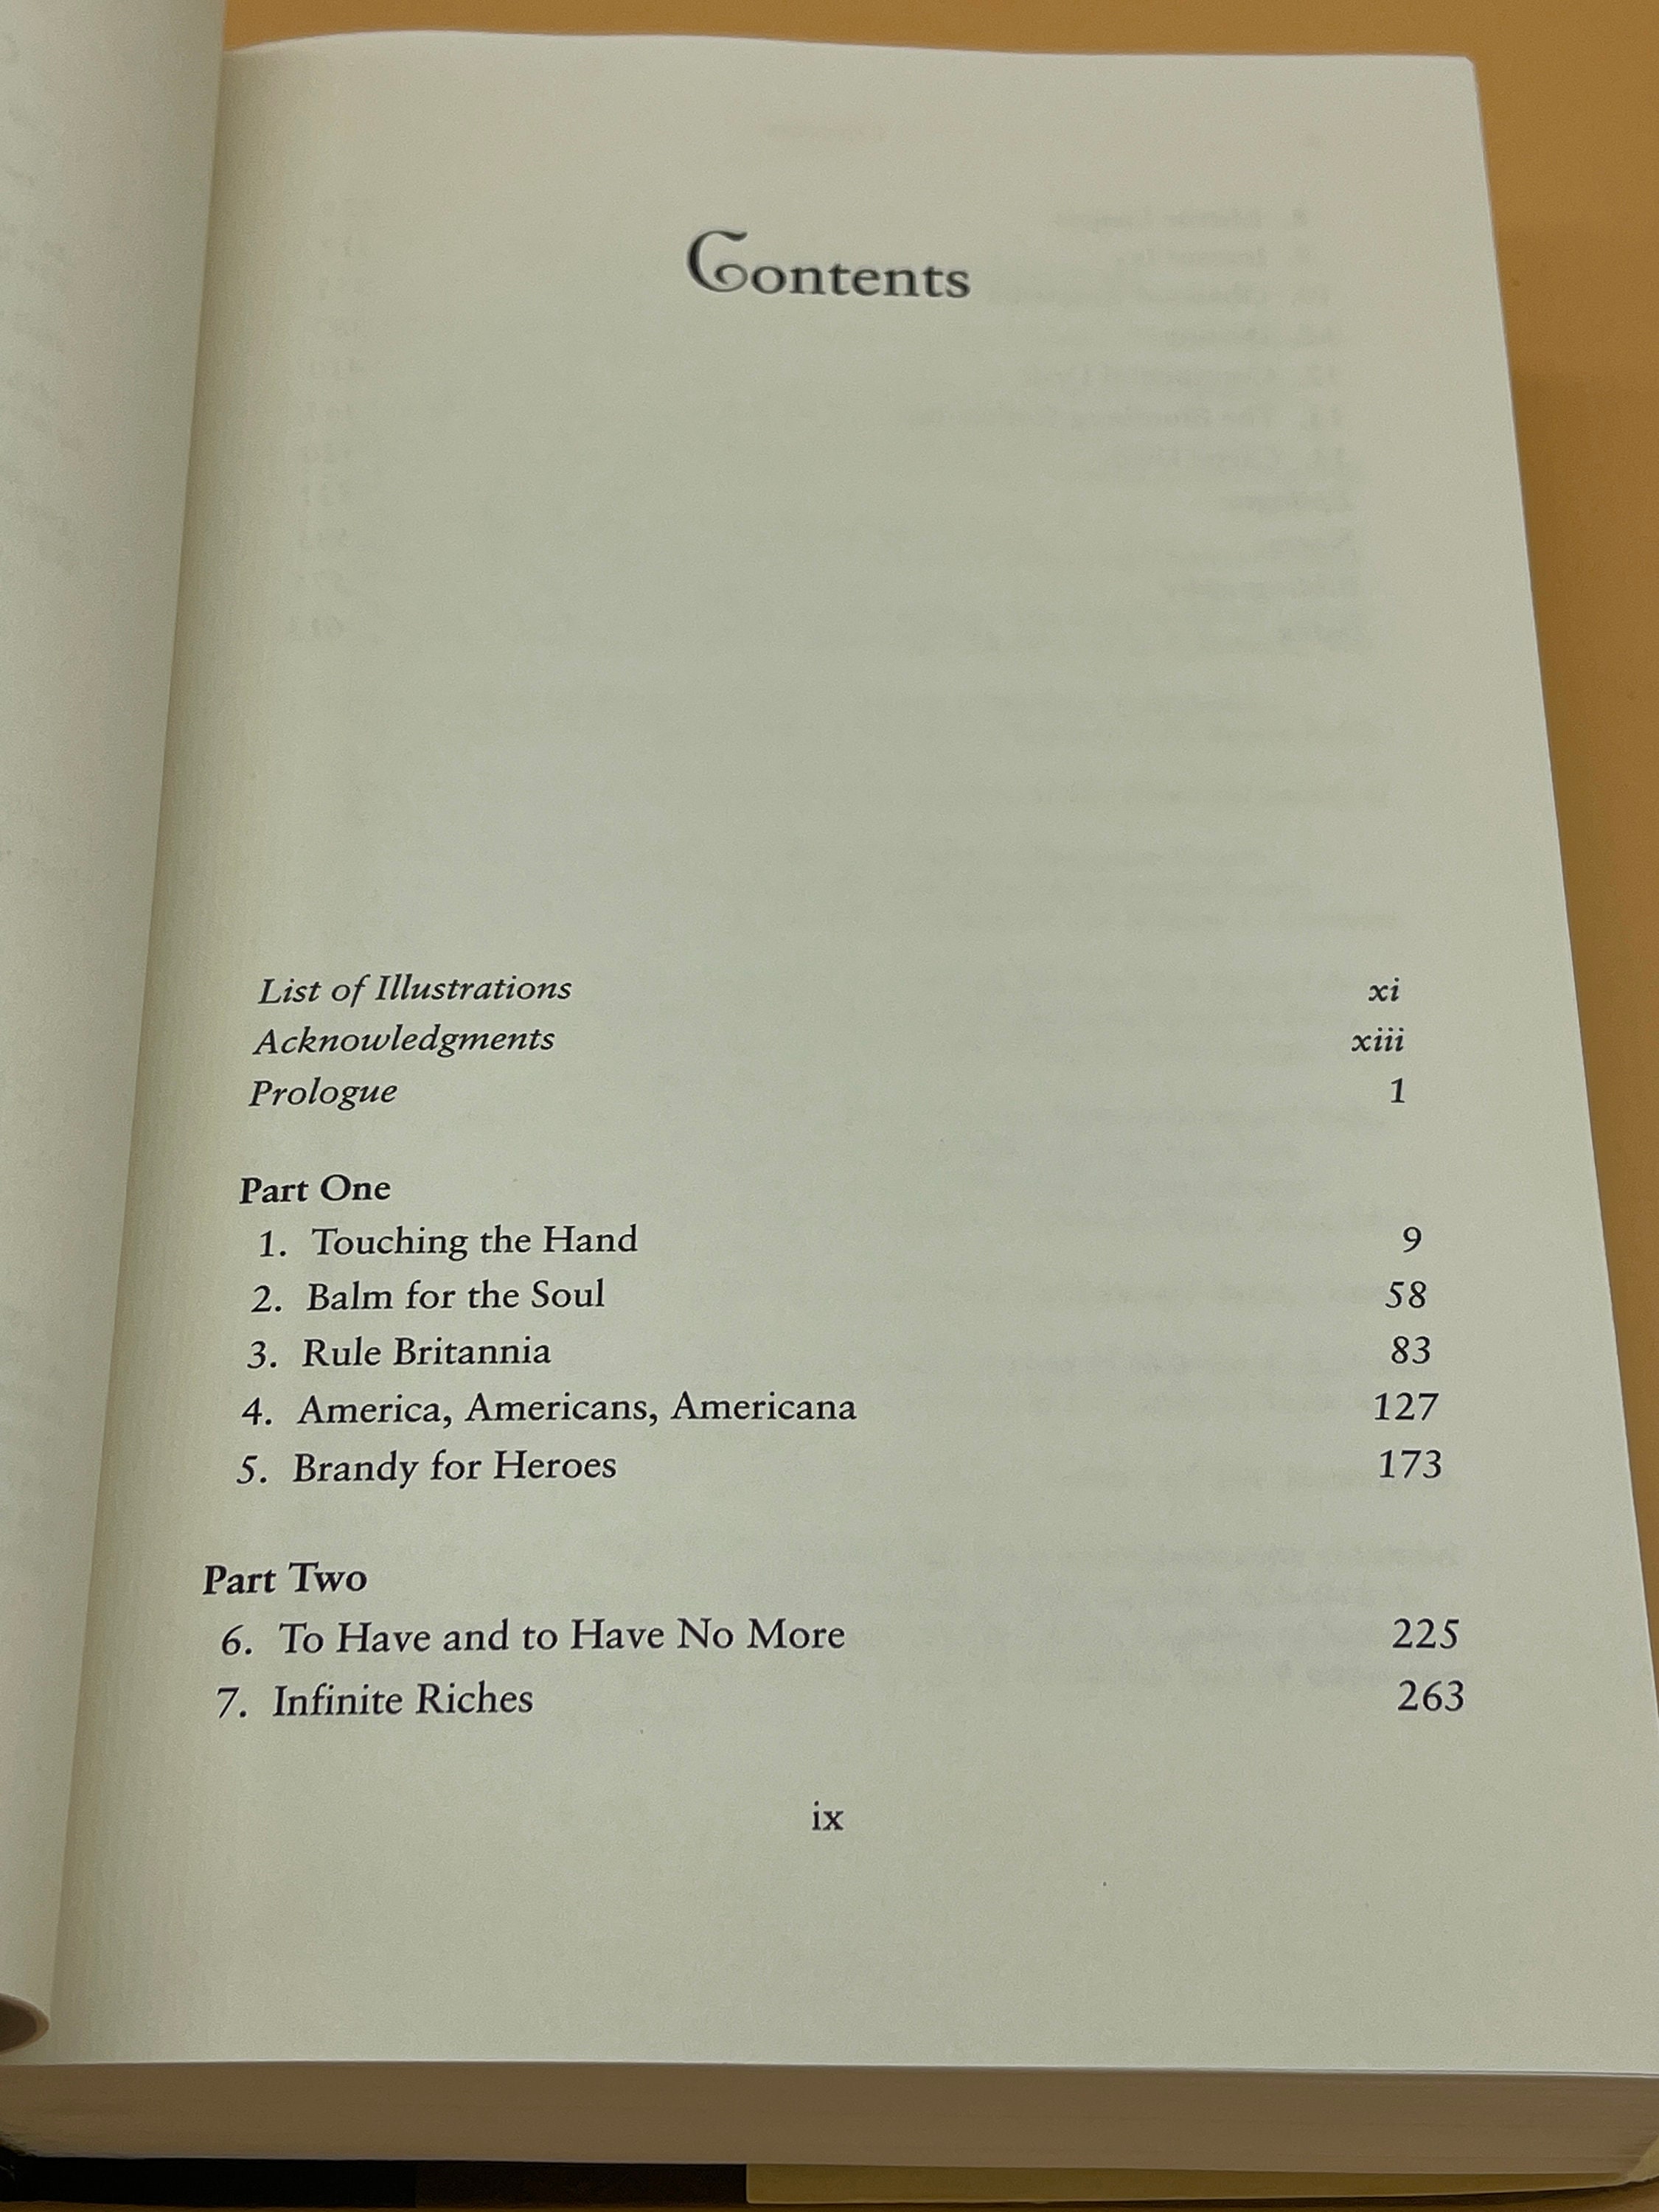 Contents
List of Illustrations xi
Acknowledgments xiii
Prologue 1
Part One
1. Touching the Hand 9
2. Balm for the Soul 58
3. Rule Britannia 83
4. America, Americans, Americana 127
5. Brandy for Heroes 173
Part Two
6. To Have and to Have No More 225
7. Infinite Riches 263
ix